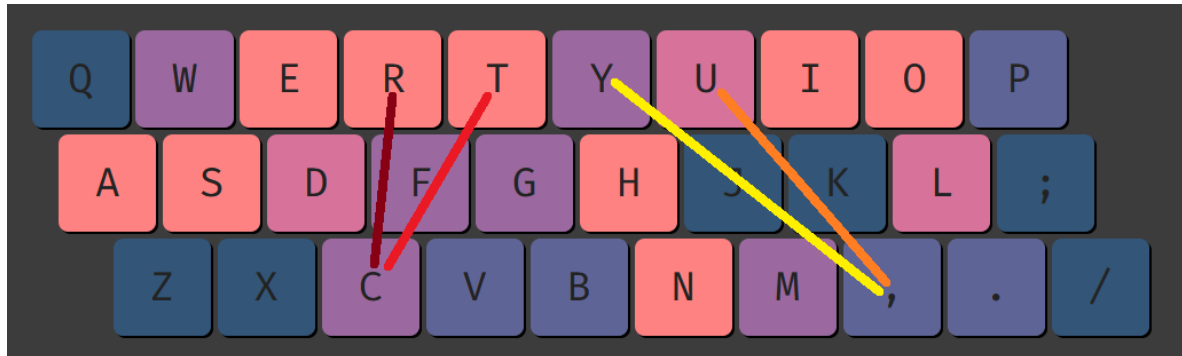 Q W E R T Y U I O P
A S D F G H J K L ;
Z X C V B N M , . /